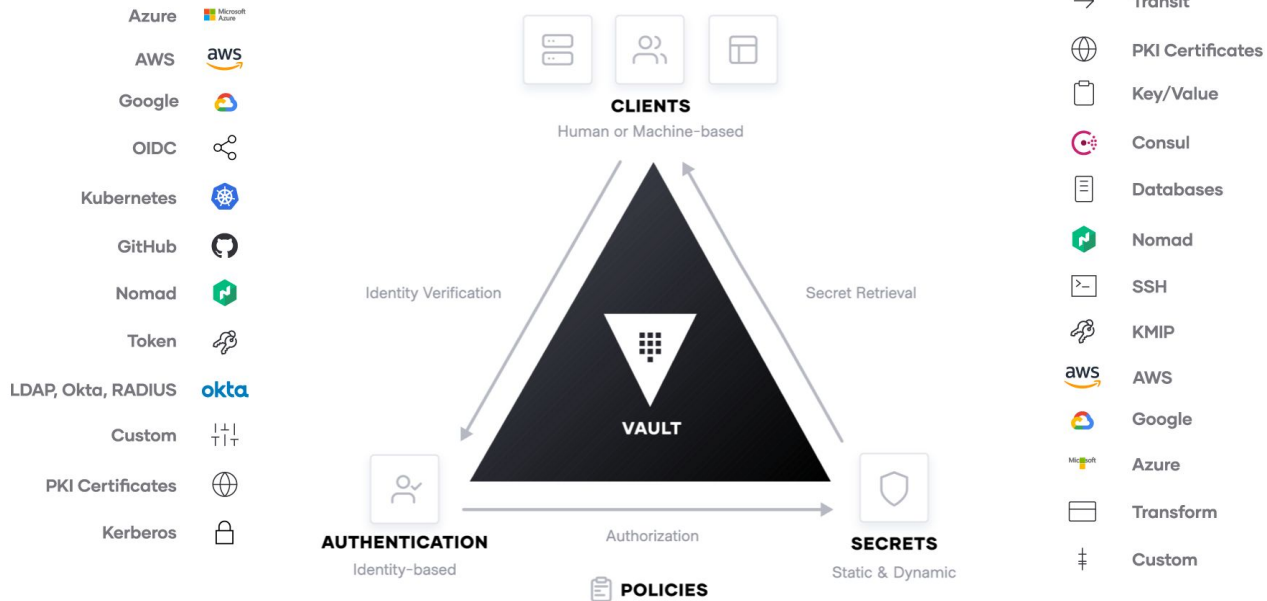 Azure
Microsoft
Azure
AWS
aws
Google
OIDC
Kubernetes
GitHub
Nomad
Token
LDAP, Okta, RADIUS
okta
Custom
PKI Certificates
Kerberos
CLIENTS
Human or Machine-based
Identity Verification
Secret Retrieval
VAULT
AUTHENTICATION
Identity-based
Authorization
POLICIES
SECRETS
Static & Dynamic
Transit
PKI Certificates
Key/Value
Consul
Databases
Nomad
SSH
KMIP
aws
AWS
Google
Azure
Transform
Custom